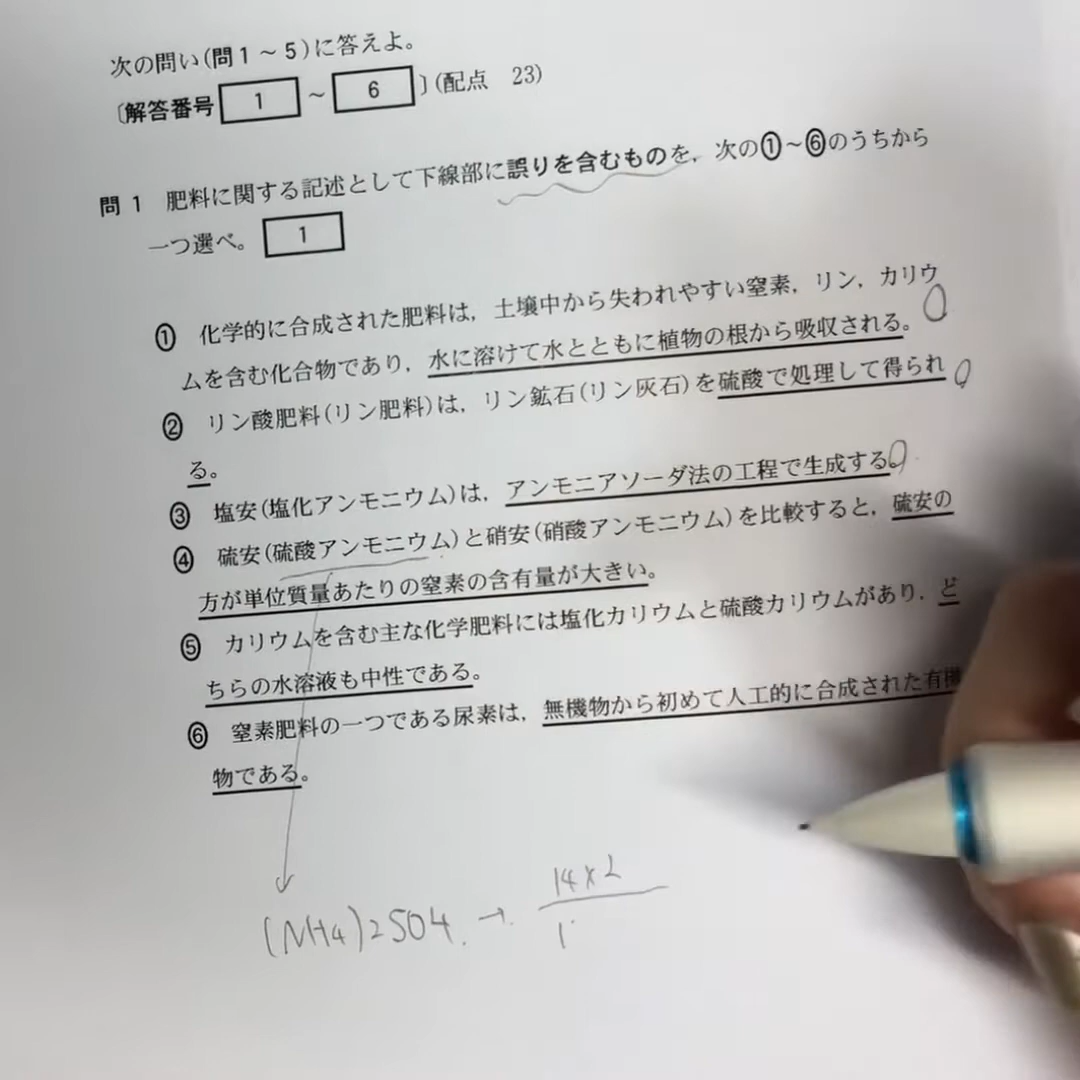 次の問い(問1～5)に答えよ。
〔解答番号 1 ～ 6 〕(配点 23)
問1 肥料に関する記述として下線部に誤りを含むものを，次の①～⑥のうちから
一つ選べ。 1
① 化学的に合成された肥料は，土壌中から失われやすい窒素，リン，カリウ
ムを含む化合物であり，水に溶けて水とともに植物の根から吸収される。
② リン酸肥料(リン肥料)は，リン鉱石(リン灰石)を硫酸で処理して得られ
る。
③ 塩安(塩化アンモニウム)は，アンモニアソーダ法の工程で生成する。
④ 硫安(硫酸アンモニウム)と硝安(硝酸アンモニウム)を比較すると，硫安の
方が単位質量あたりの窒素の含有量が大きい。
⑤ カリウムを含む主な化学肥料には塩化カリウムと硫酸カリウムがあり，ど
ちらの水溶液も中性である。
⑥ 窒素肥料の一つである尿素は，無機物から初めて人工的に合成された有機
物である。
14×2
(NH4)2SO4. → 1